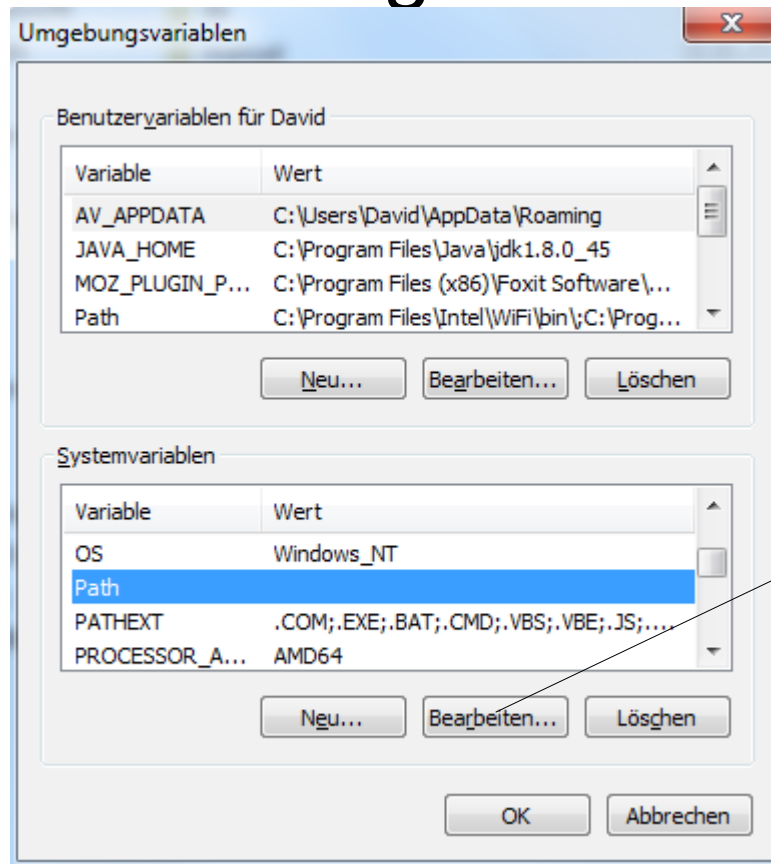 Umgebungsvariablen
Benutzervariablen für David
Variable Wert
AV_APPDATA C:\Users\David\AppData\Roaming
JAVA_HOME C:\Program Files\Java\jdk1.8.0_45
MOZ_PLUGIN_P... C:\Program Files (x86)\Foxit Software\...
Path C:\Program Files\Intel\WiFi\bin\;C:\Prog...
Neu... Bearbeiten... Löschen
Systemvariablen
Variable Wert
OS Windows_NT
Path
PATHEXT .COM;.EXE;.BAT;.CMD;.VBS;.VBE;.JS;....
PROCESSOR_A... AMD64
Neu... Bearbeiten... Löschen
OK Abbrechen